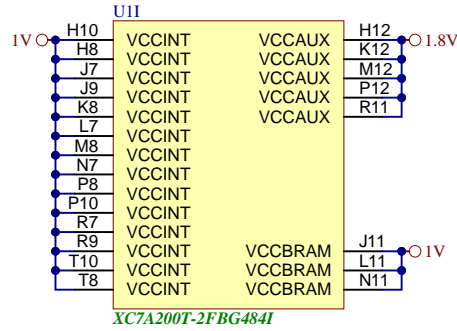 U1I
1V H10 VCCINT VCCAUX H12 1.8V
H8 VCCINT VCCAUX K12
J7 VCCINT VCCAUX M12
J9 VCCINT VCCAUX P12
K8 VCCINT VCCAUX R11
L7 VCCINT
M8 VCCINT
N7 VCCINT
P8 VCCINT
P10 VCCINT
R7 VCCINT
R9 VCCINT VCCBRAM J11 1V
T10 VCCINT VCCBRAM L11
T8 VCCINT VCCBRAM N11
XC7A200T-2FBG484I